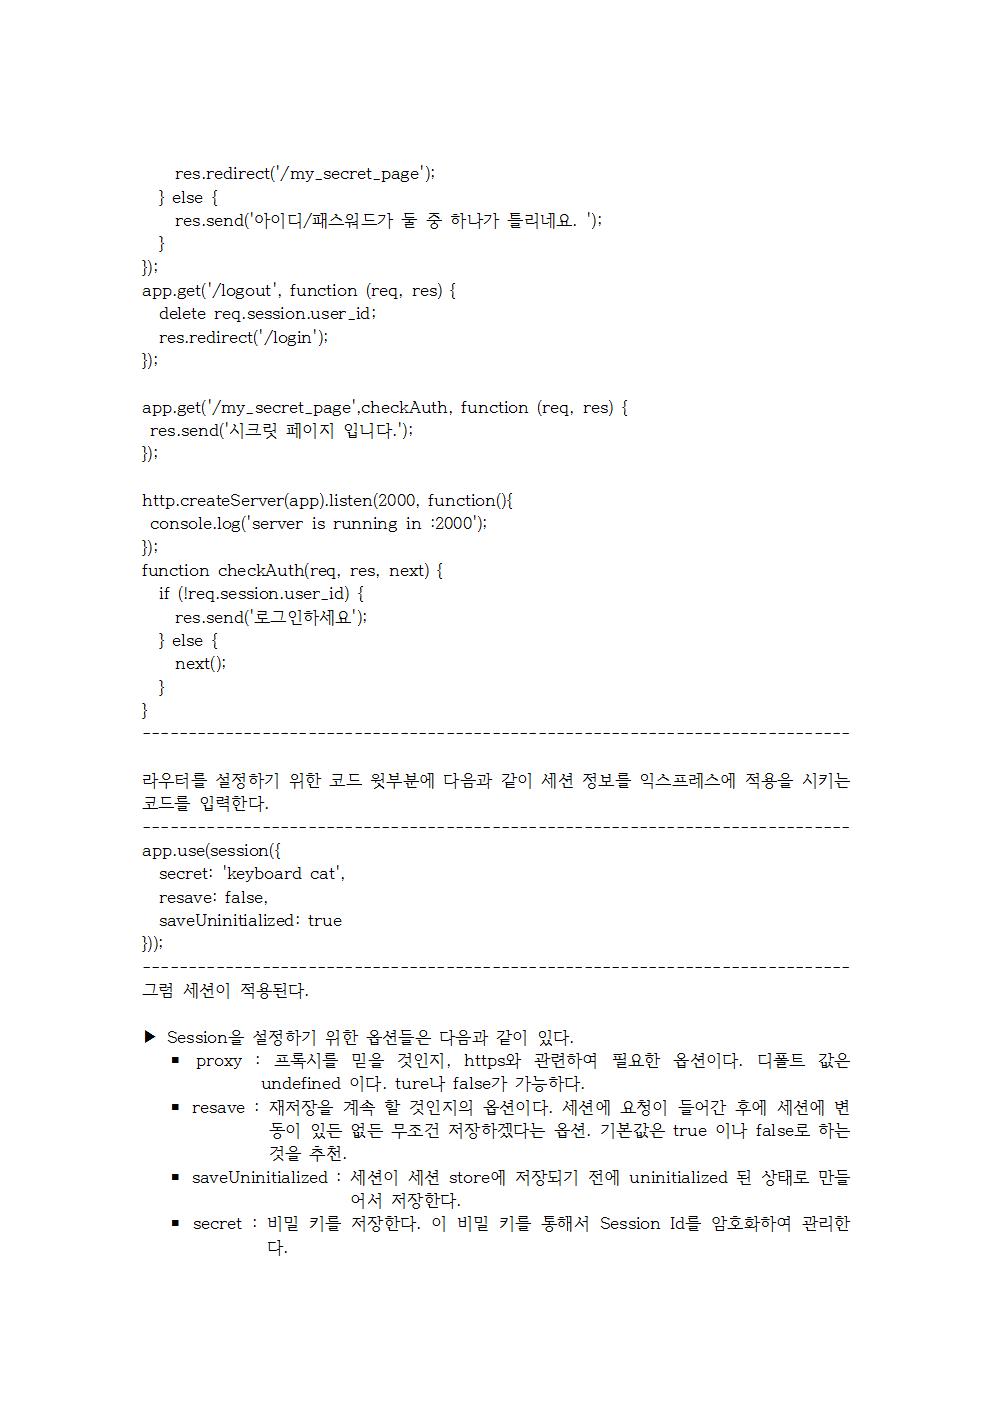 res.redirect('/my_secret_page');
} else {
res.send('아이디/패스워드가 둘 중 하나가 틀리네요. ');
}
});
app.get('/logout', function (req, res) {
delete req.session.user_id;
res.redirect('/login');
});
app.get('/my_secret_page',checkAuth, function (req, res) {
res.send('시크릿 페이지 입니다.');
});
http.createServer(app).listen(2000, function(){
console.log('server is running in :2000');
});
function checkAuth(req, res, next) {
if (!req.session.user_id) {
res.send('로그인하세요');
} else {
next();
}
}
--------------------------------------------------------------------------------
라우터를 설정하기 위한 코드 윗부분에 다음과 같이 세션 정보를 익스프레스에 적용을 시키는
코드를 입력한다.
--------------------------------------------------------------------------------
app.use(session({
secret: 'keyboard cat',
resave: false,
saveUninitialized: true
}));
--------------------------------------------------------------------------------
그럼 세션이 적용된다.
▶ Session을 설정하기 위한 옵션들은 다음과 같이 있다.
▪ proxy : 프록시를 믿을 것인지, https와 관련하여 필요한 옵션이다. 디폴트 값은
undefined 이다. ture나 false가 가능하다.
▪ resave : 재저장을 계속 할 것인지의 옵션이다. 세션에 요청이 들어간 후에 세션에 변
동이 있든 없든 무조건 저장하겠다는 옵션. 기본값은 true 이나 false로 하는
것을 추천.
▪ saveUninitialized : 세션이 세션 store에 저장되기 전에 uninitialized 된 상태로 만들
어서 저장한다.
▪ secret : 비밀 키를 저장한다. 이 비밀 키를 통해서 Session Id를 암호화하여 관리한
다.